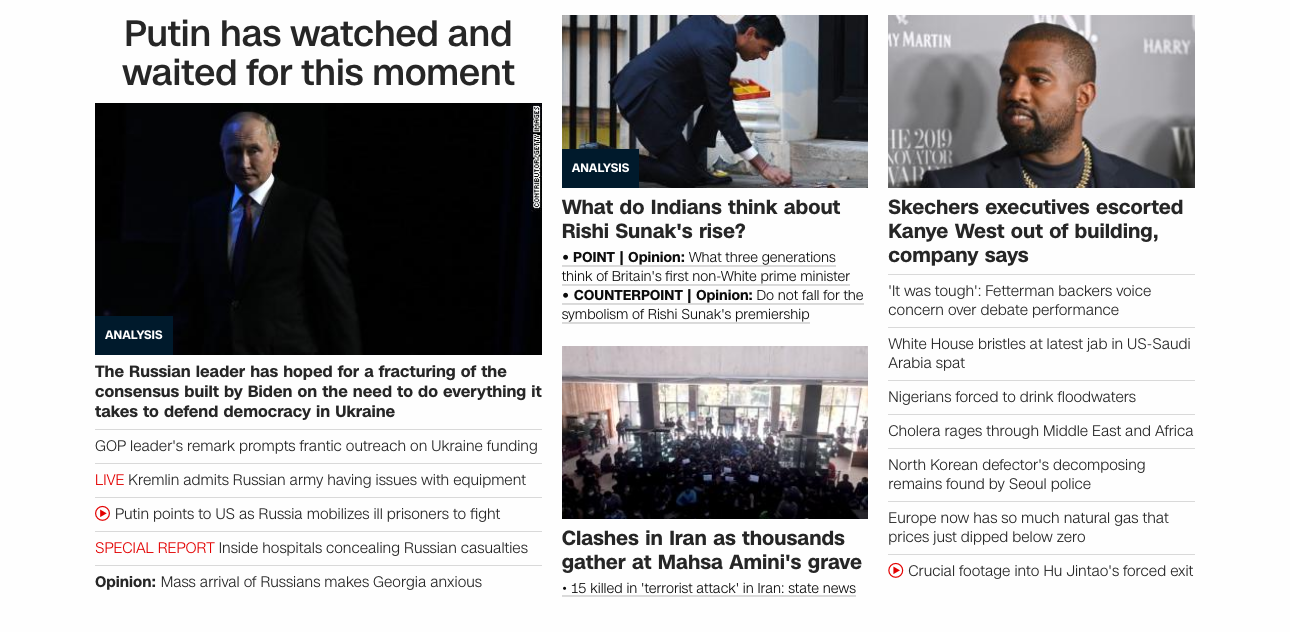 Putin has watched and
waited for this moment
CONTRIBUTOR/GETTY IMAGES
ANALYSIS
The Russian leader has hoped for a fracturing of the
consensus built by Biden on the need to do everything it
takes to defend democracy in Ukraine
GOP leader's remark prompts frantic outreach on Ukraine funding
LIVE Kremlin admits Russian army having issues with equipment
Putin points to US as Russia mobilizes ill prisoners to fight
SPECIAL REPORT Inside hospitals concealing Russian casualties
Opinion: Mass arrival of Russians makes Georgia anxious
ANALYSIS
What do Indians think about
Rishi Sunak's rise?
• POINT | Opinion: What three generations
think of Britain's first non-White prime minister
• COUNTERPOINT | Opinion: Do not fall for the
symbolism of Rishi Sunak's premiership
Clashes in Iran as thousands
gather at Mahsa Amini's grave
• 15 killed in 'terrorist attack' in Iran: state news
MY MARTIN
WSJ.
HARRY
HE 2019
NOVATOR
WARDS
Skechers executives escorted
Kanye West out of building,
company says
'It was tough': Fetterman backers voice
concern over debate performance
White House bristles at latest jab in US-Saudi
Arabia spat
Nigerians forced to drink floodwaters
Cholera rages through Middle East and Africa
North Korean defector's decomposing
remains found by Seoul police
Europe now has so much natural gas that
prices just dipped below zero
Crucial footage into Hu Jintao's forced exit